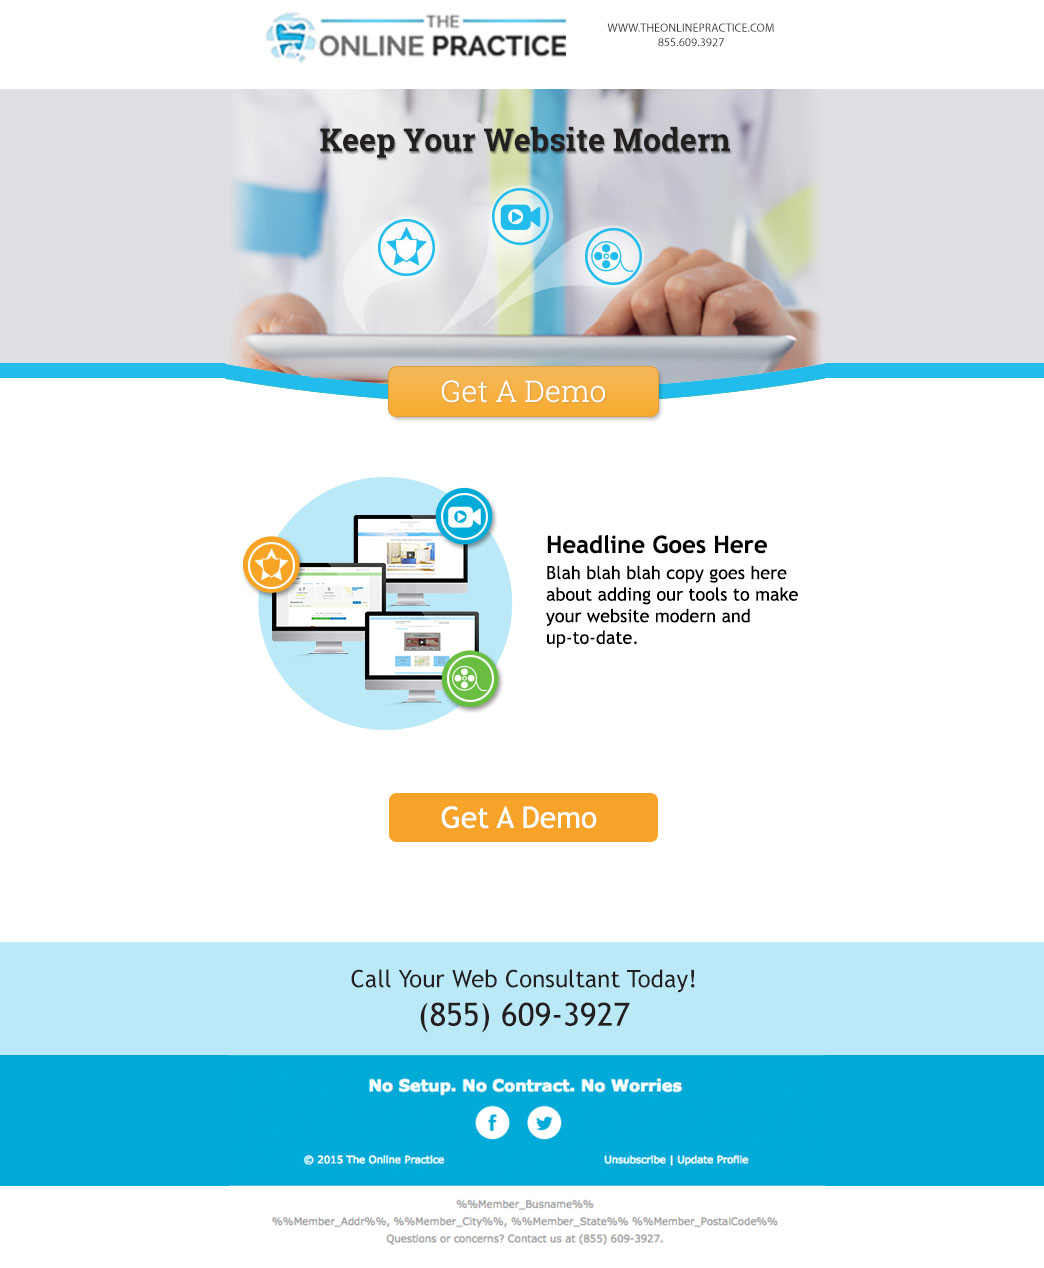 THE
ONLINE PRACTICE
WWW.THEONLINEPRACTICE.COM
855.609.3927
Keep Your Website Modern
Get A Demo
Headline Goes Here
Blah blah blah copy goes here
about adding our tools to make
your website modern and
up-to-date.
Get A Demo
Call Your Web Consultant Today!
(855) 609-3927
No Setup. No Contract. No Worries
© 2015 The Online Practice
Unsubscribe | Update Profile
%%Member_Busname%%
%%Member_Addr%%, %%Member_City%%, %%Member_State%% %%Member_PostalCode%%
Questions or concerns? Contact us at (855) 609-3927.